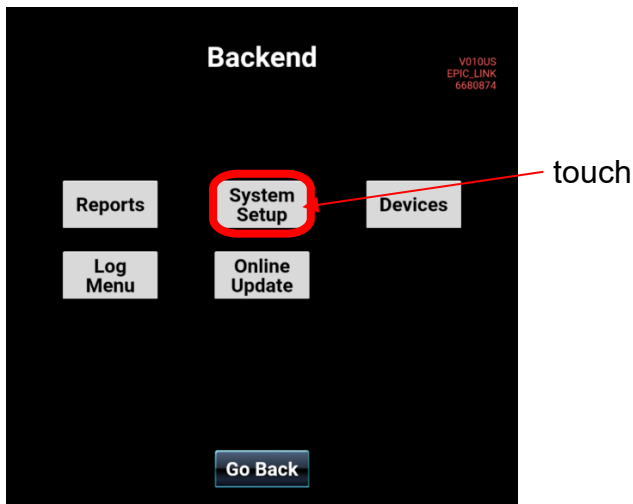 Backend
V010US
EPIC_LINK
6680874
touch
Reports
System
Setup
Devices
Log
Menu
Online
Update
Go Back